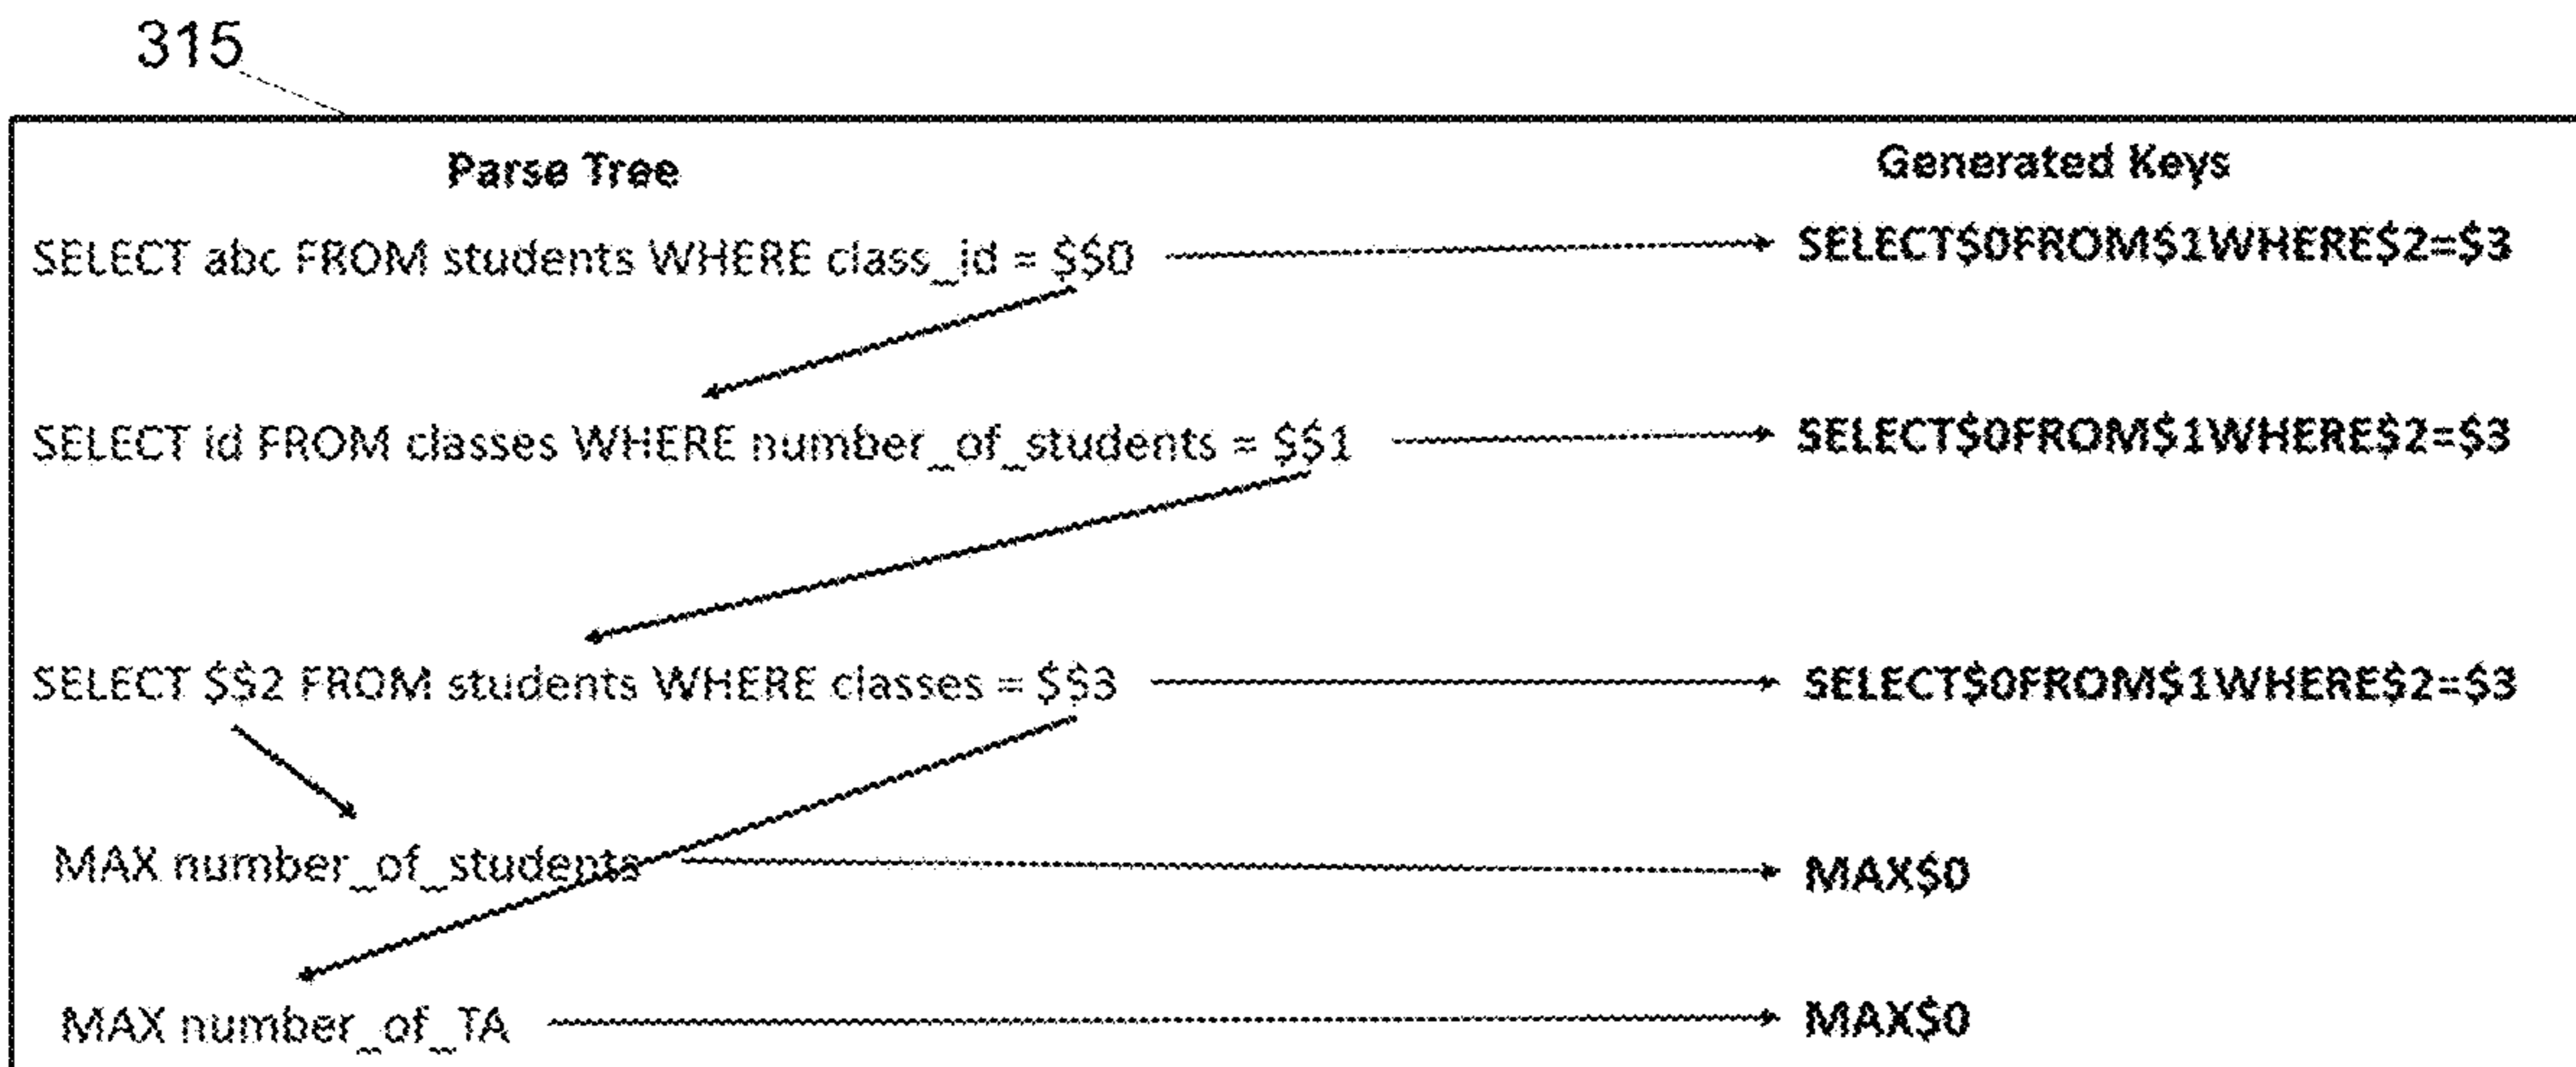 315
Parse Tree Generated Keys
SELECT abc FROM students WHERE class_id = $$0 SELECT$0FROM$1WHERE$2=$3
SELECT id FROM classes WHERE number_of_students = $$1 SELECT$0FROM$1WHERE$2=$3
SELECT $$2 FROM students WHERE classes = $$3 SELECT$0FROM$1WHERE$2=$3
MAX number_of_students MAX$0
MAX number_of_TA MAX$0